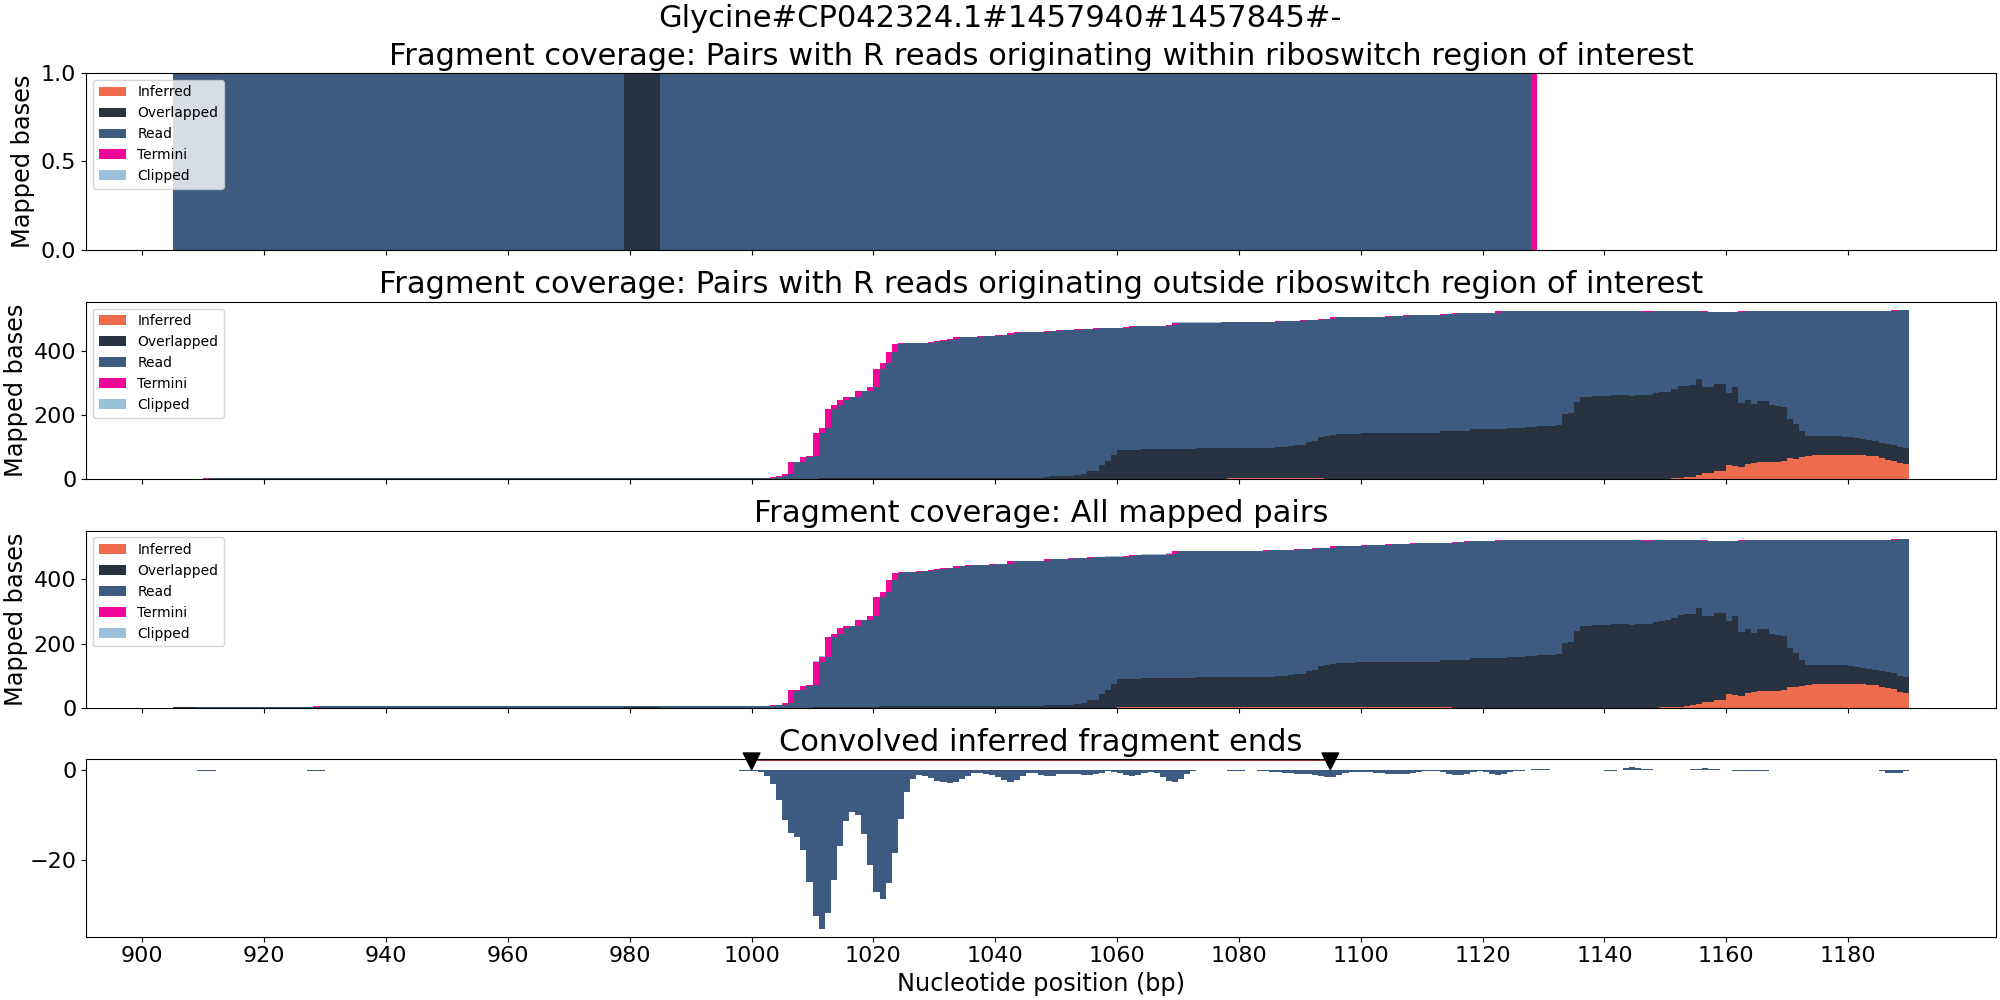 Glycine#CP042324.1#1457940#1457845#-
Fragment coverage: Pairs with R reads originating within riboswitch region of interest
Mapped bases
1.0
0.5
0.0
Inferred
Overlapped
Read
Termini
Clipped
Fragment coverage: Pairs with R reads originating outside riboswitch region of interest
Mapped bases
400
200
0
Inferred
Overlapped
Read
Termini
Clipped
Fragment coverage: All mapped pairs
Mapped bases
400
200
0
Inferred
Overlapped
Read
Termini
Clipped
Convolved inferred fragment ends
0
−20
900 920 940 960 980 1000 1020 1040 1060 1080 1100 1120 1140 1160 1180
Nucleotide position (bp)